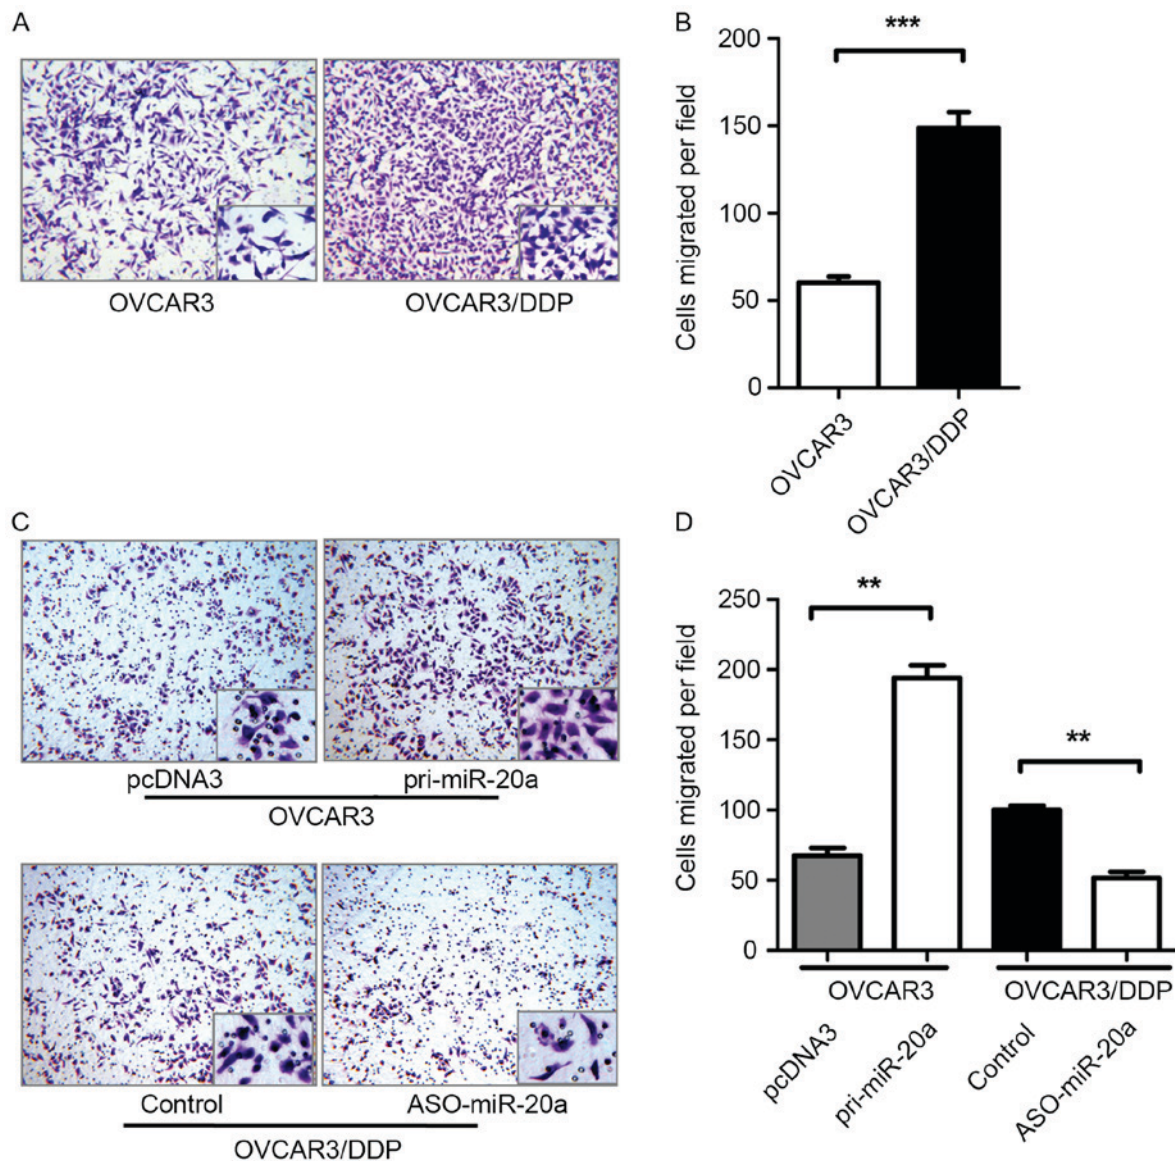 A
OVCAR3
OVCAR3/DDP
B
Cells migrated per field
200
150
100
50
0
***
OVCAR3
OVCAR3/DDP
C
pcDNA3
pri-miR-20a
OVCAR3
Control
ASO-miR-20a
OVCAR3/DDP
D
Cells migrated per field
250
200
150
100
50
0
**
**
OVCAR3
OVCAR3/DDP
pcDNA3
pri-miR-20a
Control
ASO-miR-20a